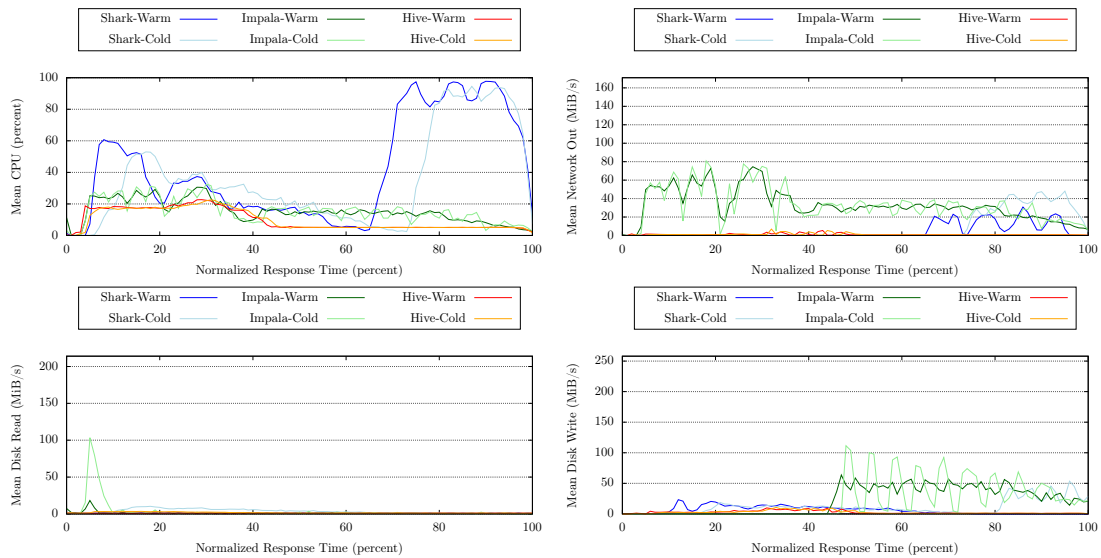 Shark-Warm Impala-Warm Hive-Warm
Shark-Cold Impala-Cold Hive-Cold
100
80
60
40
20
0
Mean CPU (percent)
0 20 40 60 80 100
Normalized Response Time (percent)
Shark-Warm Impala-Warm Hive-Warm
Shark-Cold Impala-Cold Hive-Cold
160
140
120
100
80
60
40
20
0
Mean Network Out (MiB/s)
0 20 40 60 80 100
Normalized Response Time (percent)
Shark-Warm Impala-Warm Hive-Warm
Shark-Cold Impala-Cold Hive-Cold
200
150
100
50
0
Mean Disk Read (MiB/s)
0 20 40 60 80 100
Normalized Response Time (percent)
Shark-Warm Impala-Warm Hive-Warm
Shark-Cold Impala-Cold Hive-Cold
250
200
150
100
50
0
Mean Disk Write (MiB/s)
0 20 40 60 80 100
Normalized Response Time (percent)